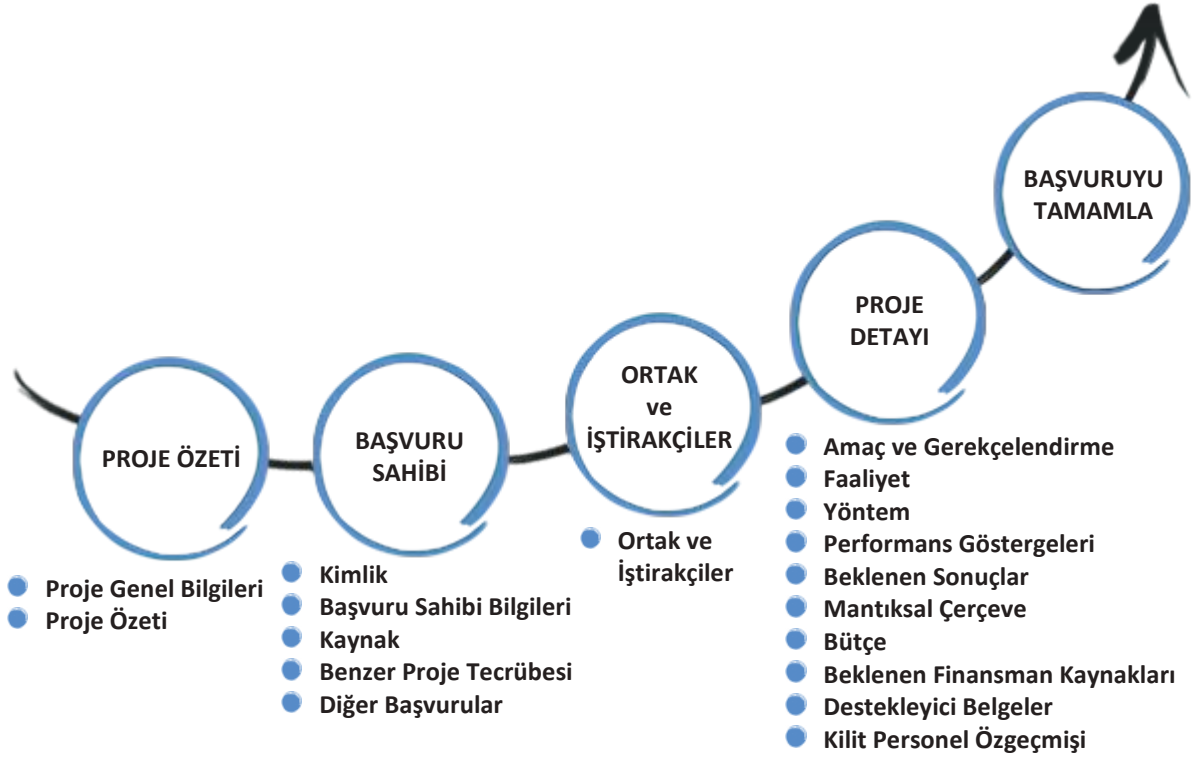 PROJE ÖZETİ
Proje Genel Bilgileri
Proje Özeti
BAŞVURU
SAHİBİ
Kimlik
Başvuru Sahibi Bilgileri
Kaynak
Benzer Proje Tecrübesi
Diğer Başvurular
ORTAK
ve
İŞTİRAKÇİLER
Ortak ve
İştirakçiler
PROJE
DETAYI
Amaç ve Gerekçelendirme
Faaliyet
Yöntem
Performans Göstergeleri
Beklenen Sonuçlar
Mantıksal Çerçeve
Bütçe
Beklenen Finansman Kaynakları
Destekleyici Belgeler
Kilit Personel Özgeçmişi
BAŞVURUYU
TAMAMLA